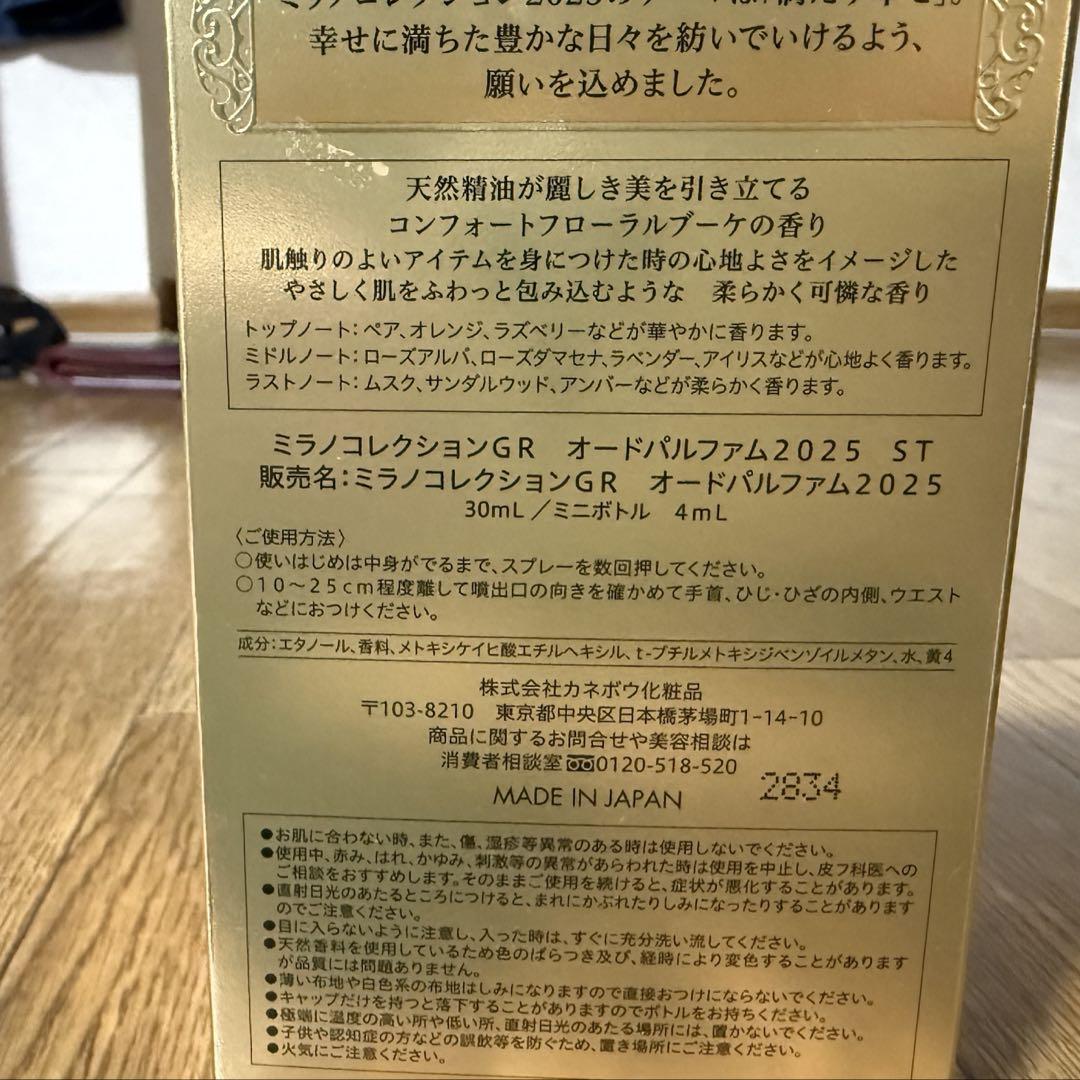 幸せに満ちた豊かな日々を紡いでいけるよう、
願いを込めました。
天然精油が麗しき美を引き立てる
コンフォートフローラルブーケの香り
肌触りのよいアイテムを身につけた時の心地よさをイメージした
やさしく肌をふわっと包み込むような 柔らかく可憐な香り
トップノート:ペア、オレンジ、ラズベリーなどが華やかに香ります。
ミドルノート:ローズアルバ、ローズダマセナ、ラベンダー、アイリスなどが心地よく香ります。
ラストノート:ムスク、サンダルウッド、アンバーなどが柔らかく香ります。
ミラノコレクションGR オードパルファム2025 ST
販売名:ミラノコレクションGR オードパルファム2025
30mL/ミニボトル 4mL
〈ご使用方法〉
○使いはじめは中身がでるまで、スプレーを数回押してください。
○10～25cm程度離して噴出口の向きを確かめて手首、ひじ・ひざの内側、ウエスト
などにおつけください。
成分:エタノール、香料、メトキシケイヒ酸エチルヘキシル、t-ブチルメトキシジベンゾイルメタン、水、黄4
株式会社カネボウ化粧品
〒103-8210 東京都中央区日本橋茅場町1-14-10
商品に関するお問合せや美容相談は
消費者相談室 0120-518-520
MADE IN JAPAN 2834
●お肌に合わない時、また、傷、湿疹等異常のある時は使用しないでください。
●使用中、赤み、はれ、かゆみ、刺激等の異常があらわれた時は使用を中止し、皮フ科医への
ご相談をおすすめします。そのままご使用を続けると、症状が悪化することがあります。
●直射日光のあたるところにつけると、まれにかぶれたりしみになったりすることがあります
のでご注意ください。
●目に入らないように注意し、入った時は、すぐに充分洗い流してください。
●天然香料を使用しているため色のばらつき及び、経時により変色することがあります
が品質には問題ありません。
●薄い布地や白色系の布地はしみになりますので直接おつけにならないでください。
●キャップだけを持つと落下することがありますのでボトルをお持ちください。
●極端に温度の高い所や低い所、直射日光のあたる場所には、置かないでください。
●子供や認知症の方などの誤飲等を防ぐため、置き場所にご注意ください。
●火気にご注意ください。